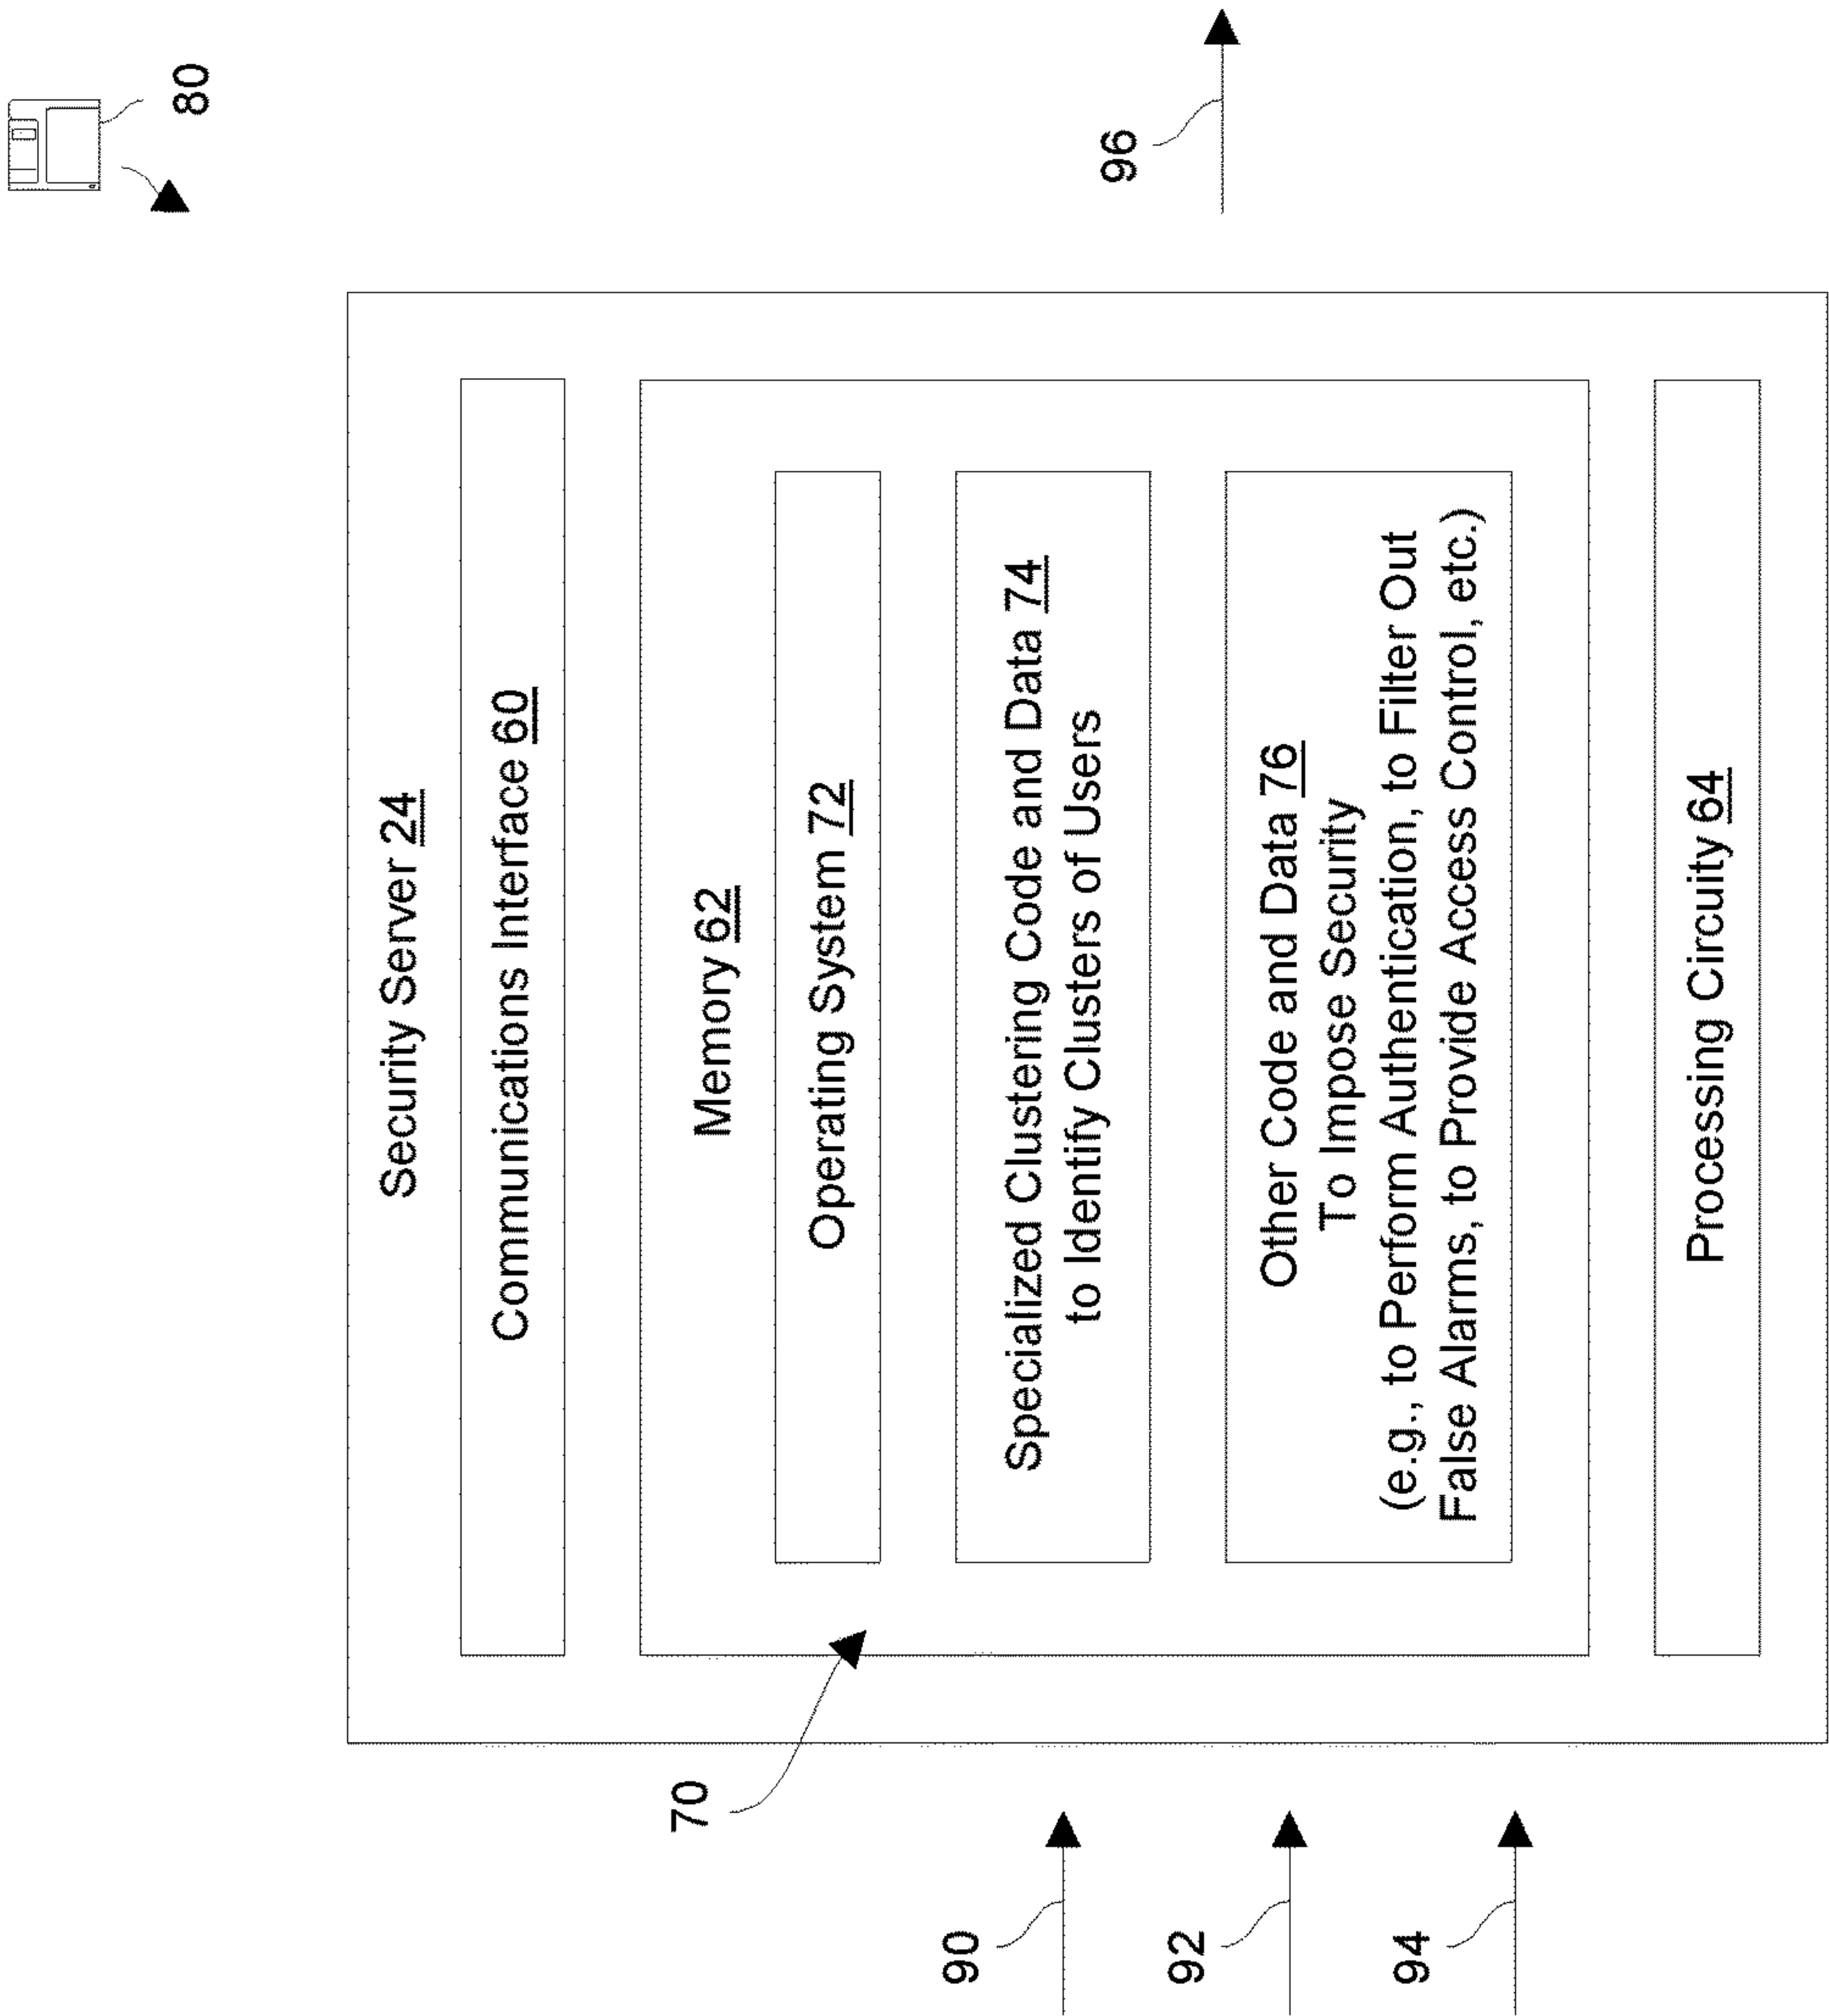 80
Security Server 24
Communications Interface 60
Memory 62
70
Operating System 72
Specialized Clustering Code and Data 74
to Identify Clusters of Users
90
96
Other Code and Data 76
To Impose Security
(e.g., to Perform Authentication, to Filter Out
False Alarms, to Provide Access Control, etc.)
92
94
Processing Circuity 64